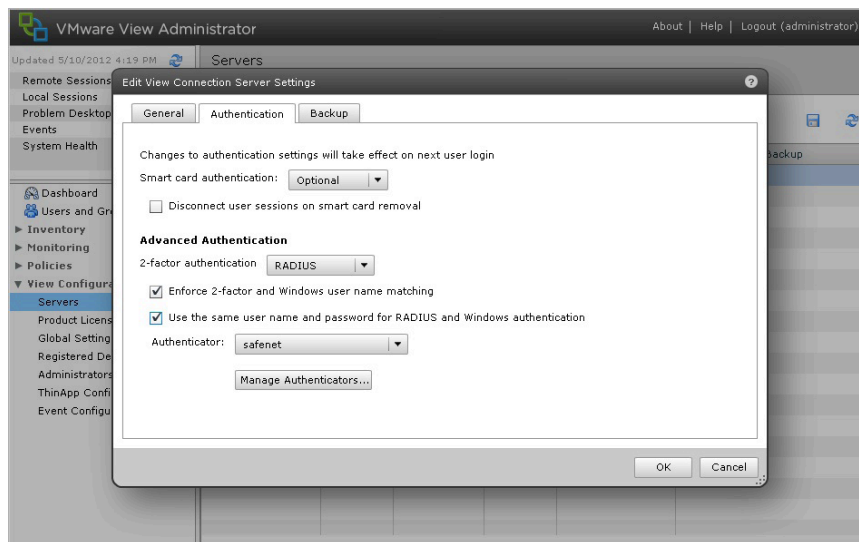 VMware View Administrator
About | Help | Logout (administrator)
Updated 5/10/2012 4:19 PM
Servers
Remote Sessions
Local Sessions
Problem Desktop
Events
System Health
Backup
Dashboard
Users and Gr
Inventory
Monitoring
Policies
View Configura
Servers
Product Licens
Global Setting
Registered De
Administrators
ThinApp Confi
Event Configu
Edit View Connection Server Settings
?
General Authentication Backup
Changes to authentication settings will take effect on next user login
Smart card authentication: Optional
Disconnect user sessions on smart card removal
Advanced Authentication
2-factor authentication RADIUS
Enforce 2-factor and Windows user name matching
Use the same user name and password for RADIUS and Windows authentication
Authenticator: safenet
Manage Authenticators...
OK Cancel